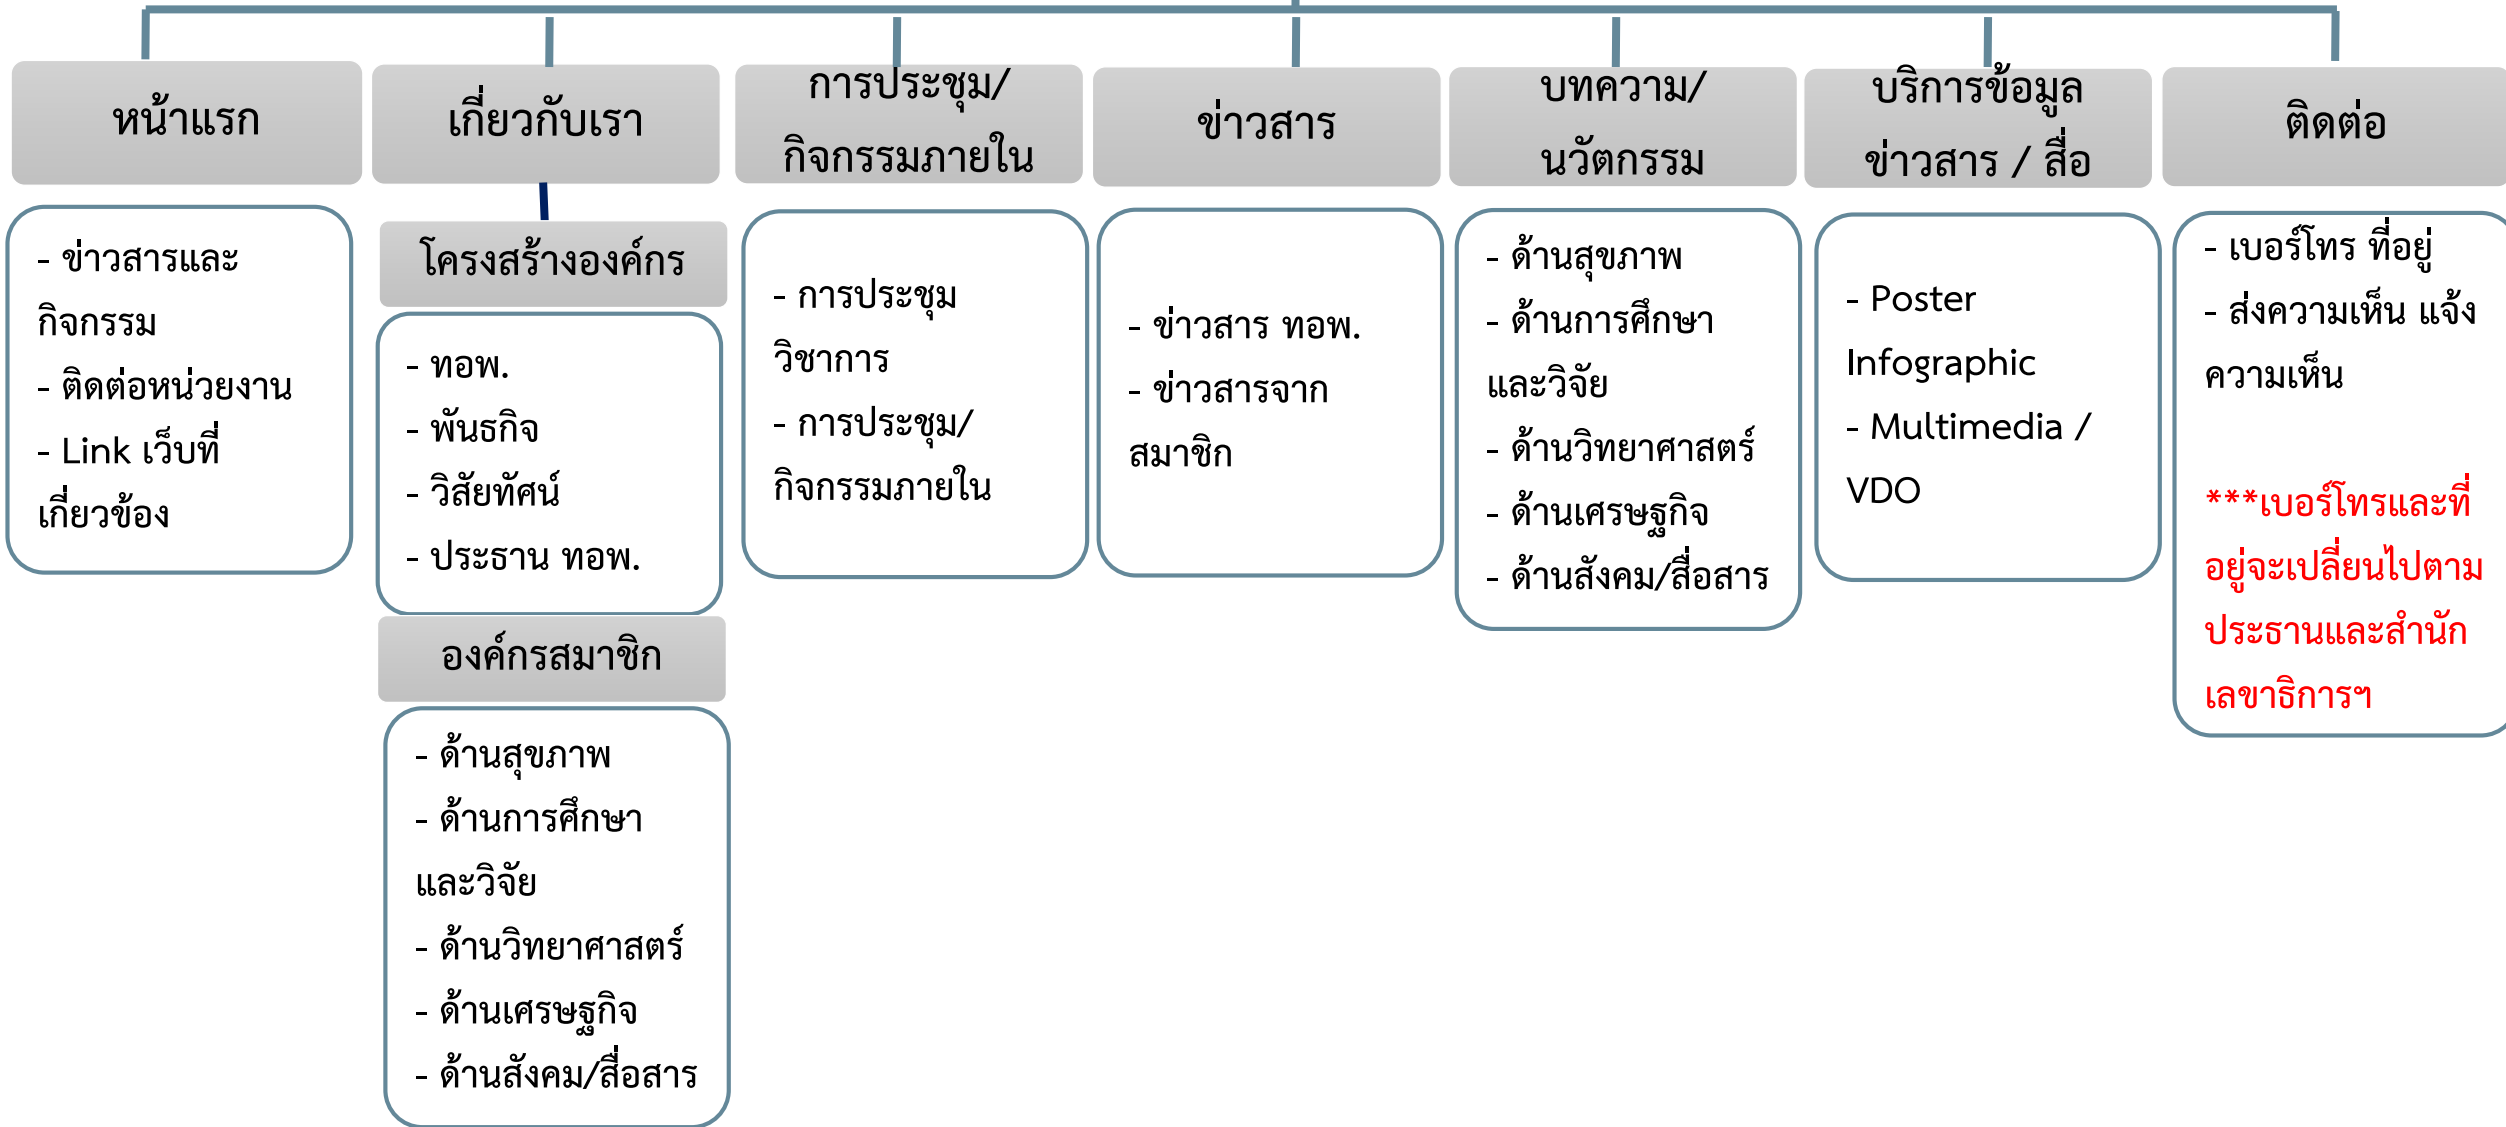 หน้าแรก
- ข่าวสารและ
กิจกรรม
- ติดต่อหน่วยงาน
- Link เว็บที่
เกี่ยวข้อง
เกี่ยวกับเรา
โครงสร้างองค์กร
- ทอพ.
- พันธกิจ
- วิสัยทัศน์
- ประธาน ทอพ.
องค์กรสมาชิก
- ด้านสุขภาพ
- ด้านการศึกษา
และวิจัย
- ด้านวิทยาศาสตร์
- ด้านเศรษฐกิจ
- ด้านสังคม/สื่อสาร
การประชุม/
กิจกรรมภายใน
- การประชุม
วิชาการ
- การประชุม/
กิจกรรมภายใน
ข่าวสาร
- ข่าวสาร ทอพ.
- ข่าวสารจาก
สมาชิก
บทความ/
นวัตกรรม
- ด้านสุขภาพ
- ด้านการศึกษา
และวิจัย
- ด้านวิทยาศาสตร์
- ด้านเศรษฐกิจ
- ด้านสังคม/สื่อสาร
บริการข้อมูล
ข่าวสาร / สื่อ
- Poster
Infographic
- Multimedia /
VDO
ติดต่อ
- เบอร์โทร ที่อยู่
- ส่งความเห็น แจ้ง
ความเห็น
***เบอร์โทรและที่
อยู่จะเปลี่ยนไปตาม
ประธานและสำนัก
เลขาธิการฯ